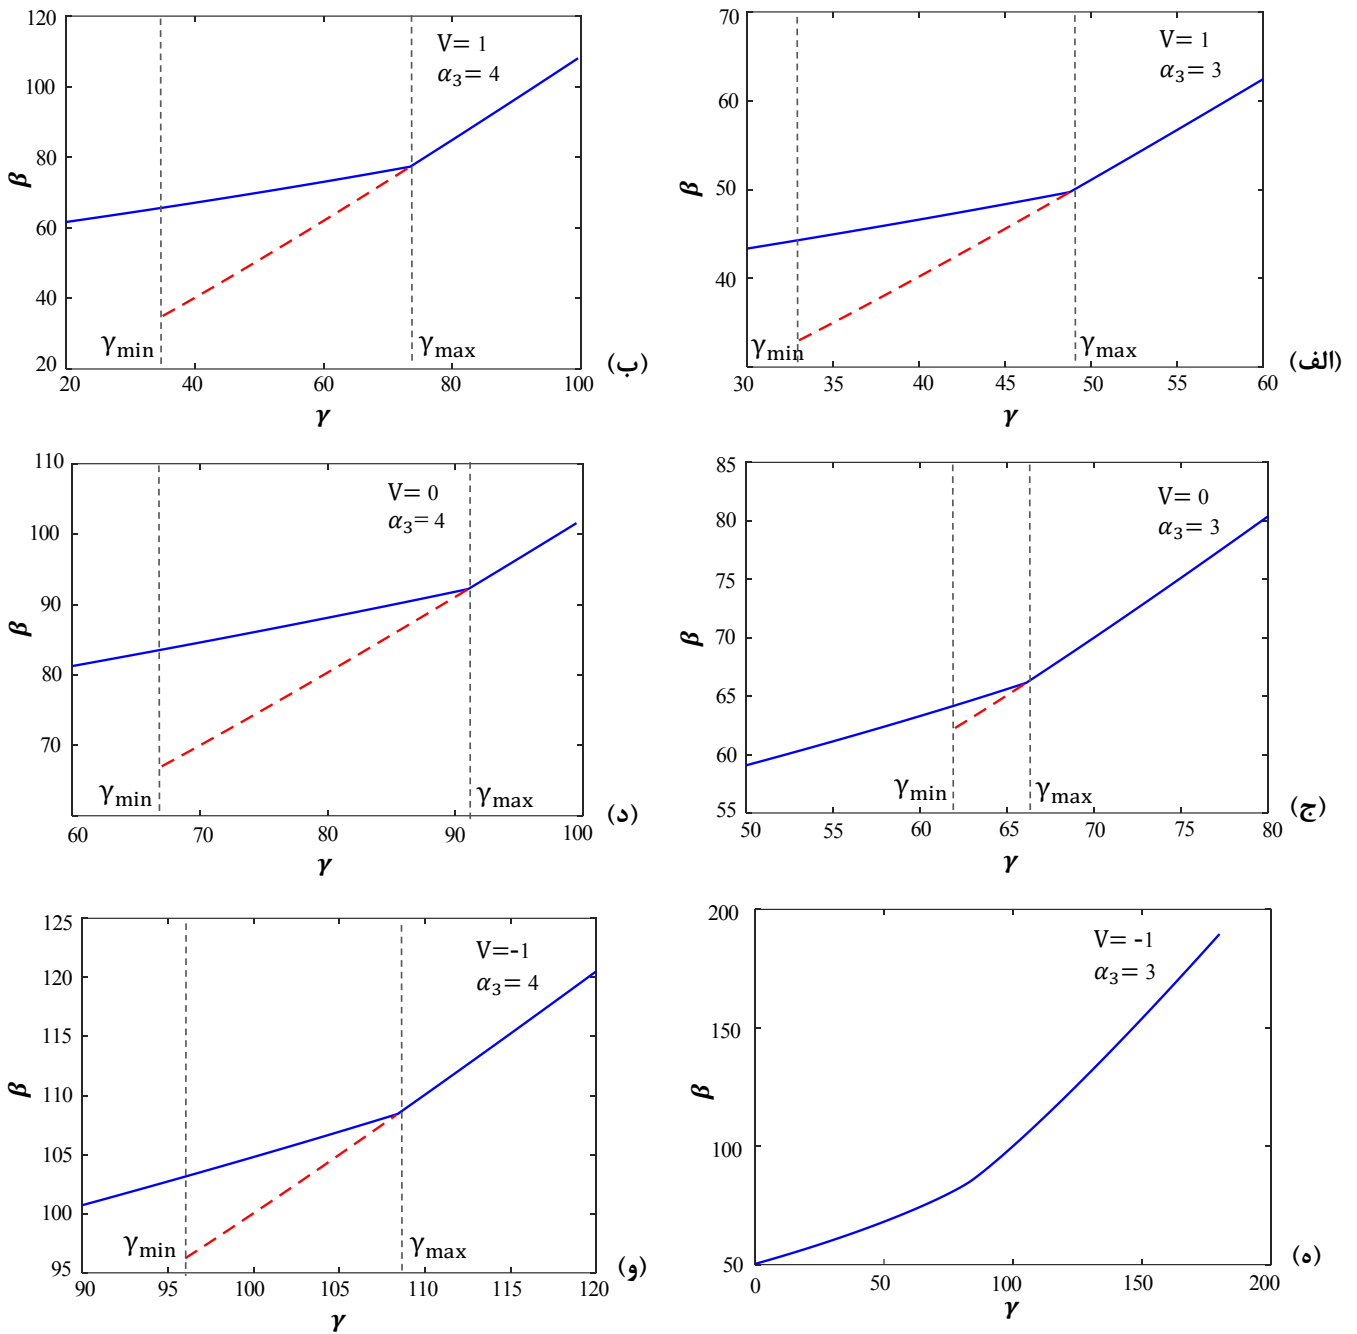 120
100
80
60
40
20
β
V= 1
α₃= 4
γmin
γmax
20 40 60 80 100
γ
(ب)
70
60
50
40
β
V= 1
α₃= 3
γmin
γmax
30 35 40 45 50 55 60
γ
(الف)
110
100
90
80
70
β
V= 0
α₃= 4
γmin
γmax
60 70 80 90 100
γ
(د)
85
80
75
70
65
60
55
β
V= 0
α₃= 3
γmin
γmax
50 55 60 65 70 75 80
γ
(ج)
125
120
115
110
105
100
95
β
V=-1
α₃= 4
γmin
γmax
90 95 100 105 110 115 120
γ
(و)
200
150
100
50
β
V= -1
α₃= 3
0 50 100 150 200
γ
(ه)